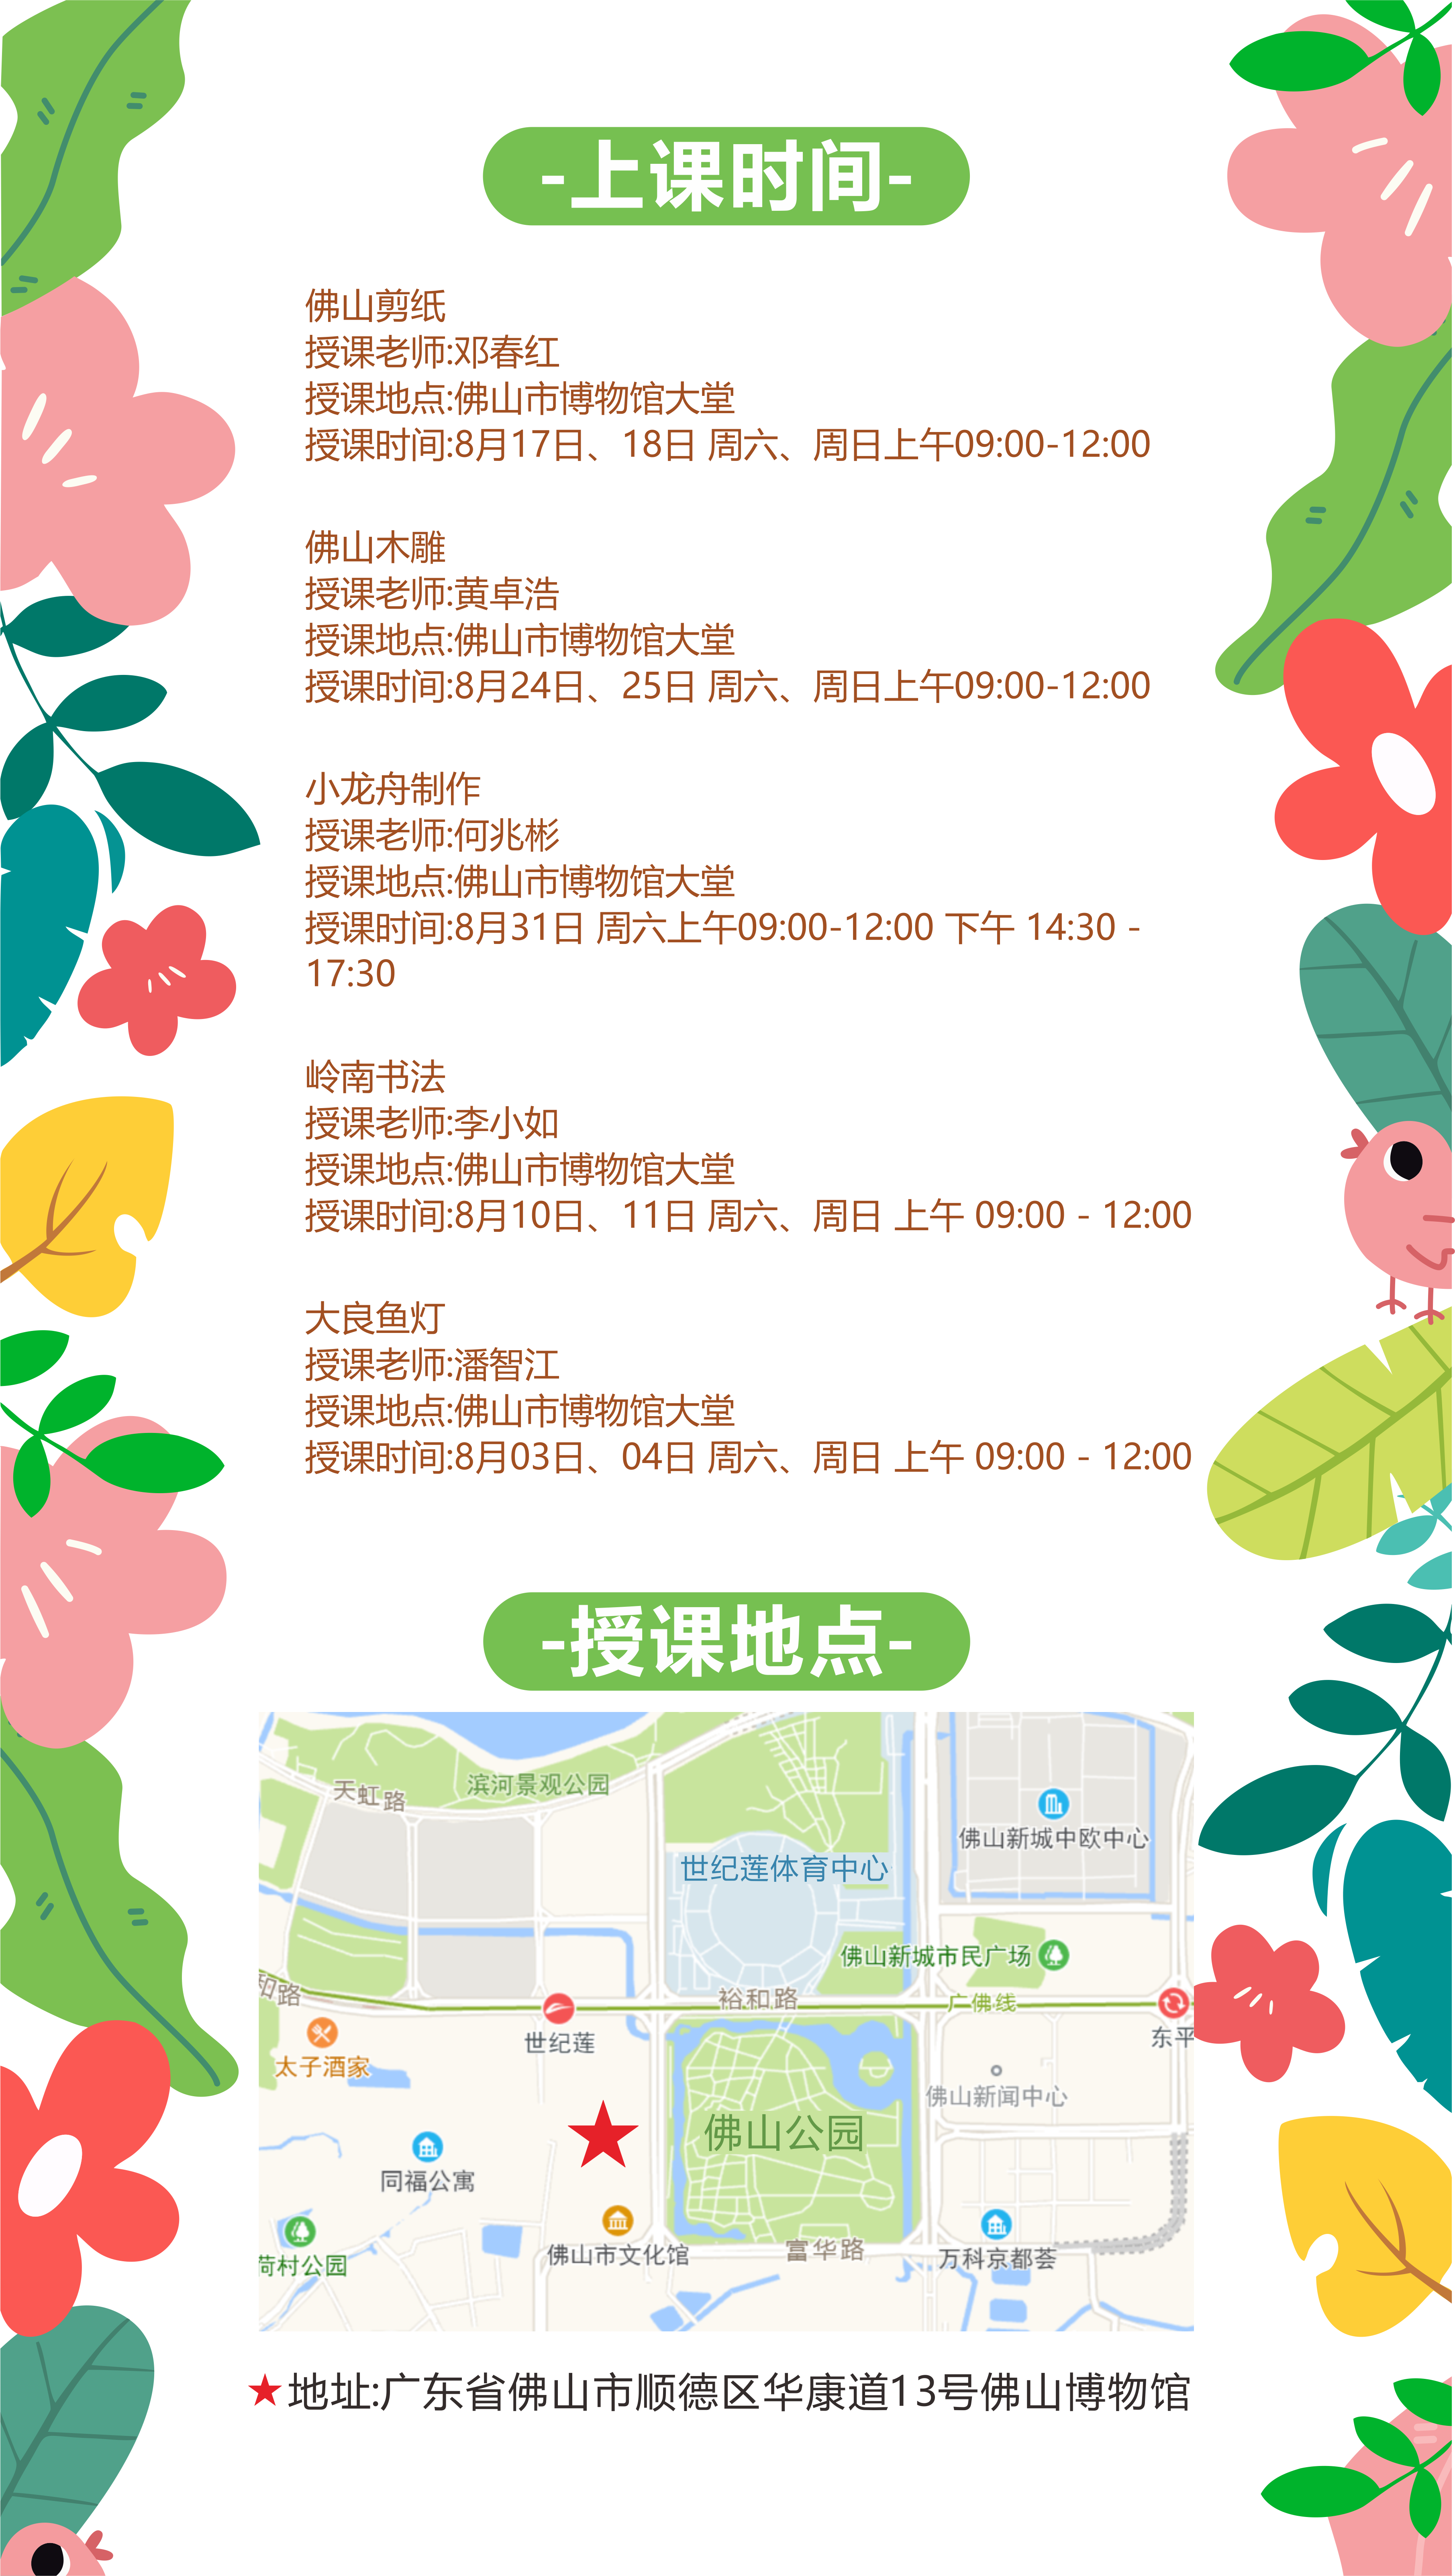 -上课时间-
佛山剪纸
授课老师:邓春红
授课地点:佛山市博物馆大堂
授课时间:8月17日、18日 周六、周日上午09:00-12:00
佛山木雕
授课老师:黄卓浩
授课地点:佛山市博物馆大堂
授课时间:8月24日、25日 周六、周日上午09:00-12:00
小龙舟制作
授课老师:何兆彬
授课地点:佛山市博物馆大堂
授课时间:8月31日 周六上午09:00-12:00 下午 14:30 -
17:30
岭南书法
授课老师:李小如
授课地点:佛山市博物馆大堂
授课时间:8月10日、11日 周六、周日 上午 09:00 - 12:00
大良鱼灯
授课老师:潘智江
授课地点:佛山市博物馆大堂
授课时间:8月03日、04日 周六、周日 上午 09:00 - 12:00
-授课地点-
天虹路
滨河景观公园
佛山新城中欧中心
世纪莲体育中心
佛山新城市民广场
和路
裕和路
广佛线
世纪莲
东平
太子酒家
佛山新闻中心
佛山公园
同福公寓
荷村公园
佛山市文化馆
富华路
万科京都荟
★地址:广东省佛山市顺德区华康道13号佛山博物馆